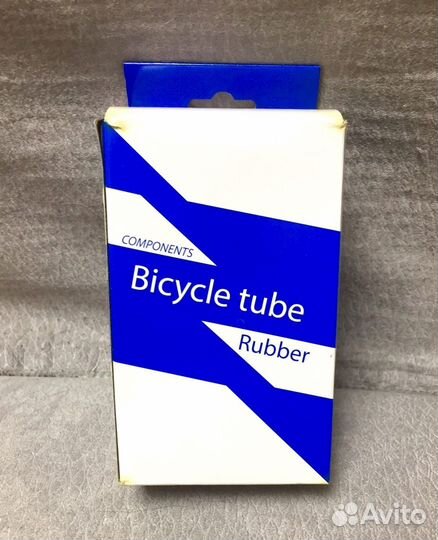 COMPONENTS
Bicycle tube
Rubber
Avito